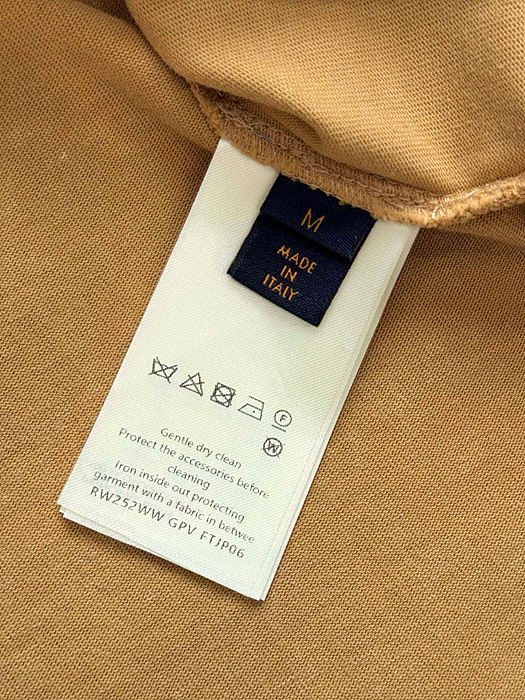 M
MADE
IN
ITALY
F
W
Gentle dry clean
Protect the accessories before
cleaning
Iron inside out protecting
garment with a fabric in betwee
RW252WW GPV FTJP06